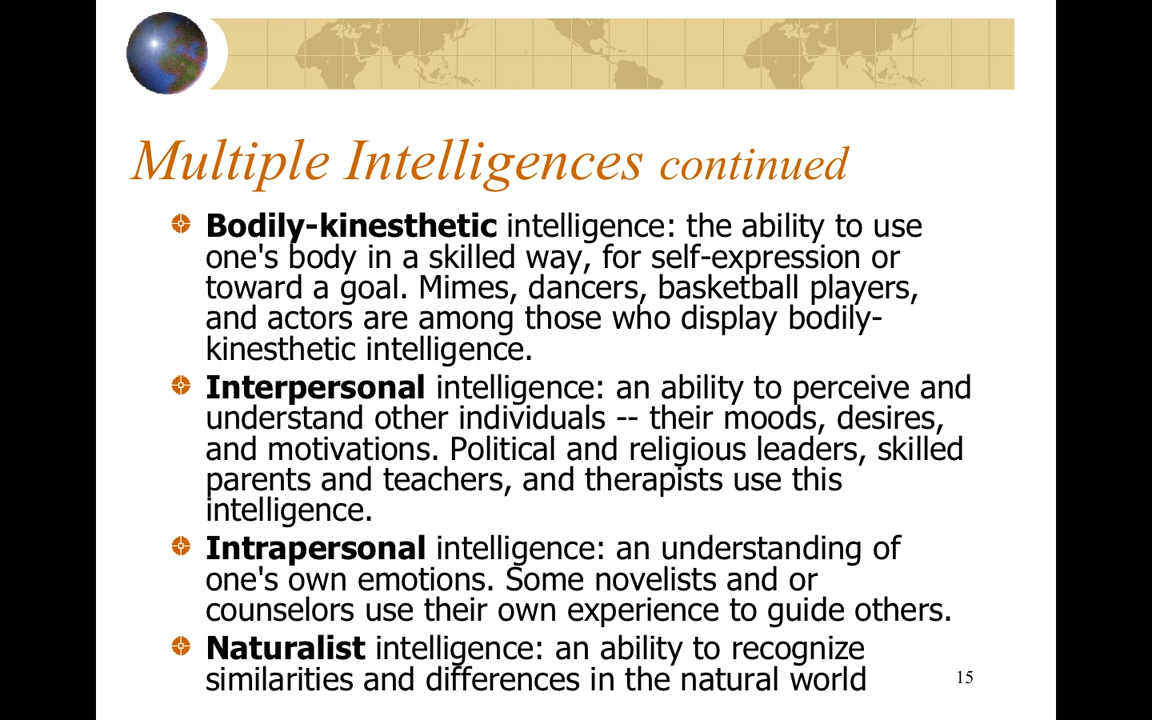 Multiple Intelligences continued
Bodily-kinesthetic intelligence: the ability to use
one's body in a skilled way, for self-expression or
toward a goal. Mimes, dancers, basketball players,
and actors are among those who display bodily-
kinesthetic intelligence.
Interpersonal intelligence: an ability to perceive and
understand other individuals -- their moods, desires,
and motivations. Political and religious leaders, skilled
parents and teachers, and therapists use this
intelligence.
Intrapersonal intelligence: an understanding of
one's own emotions. Some novelists and or
counselors use their own experience to guide others.
Naturalist intelligence: an ability to recognize
similarities and differences in the natural world
15